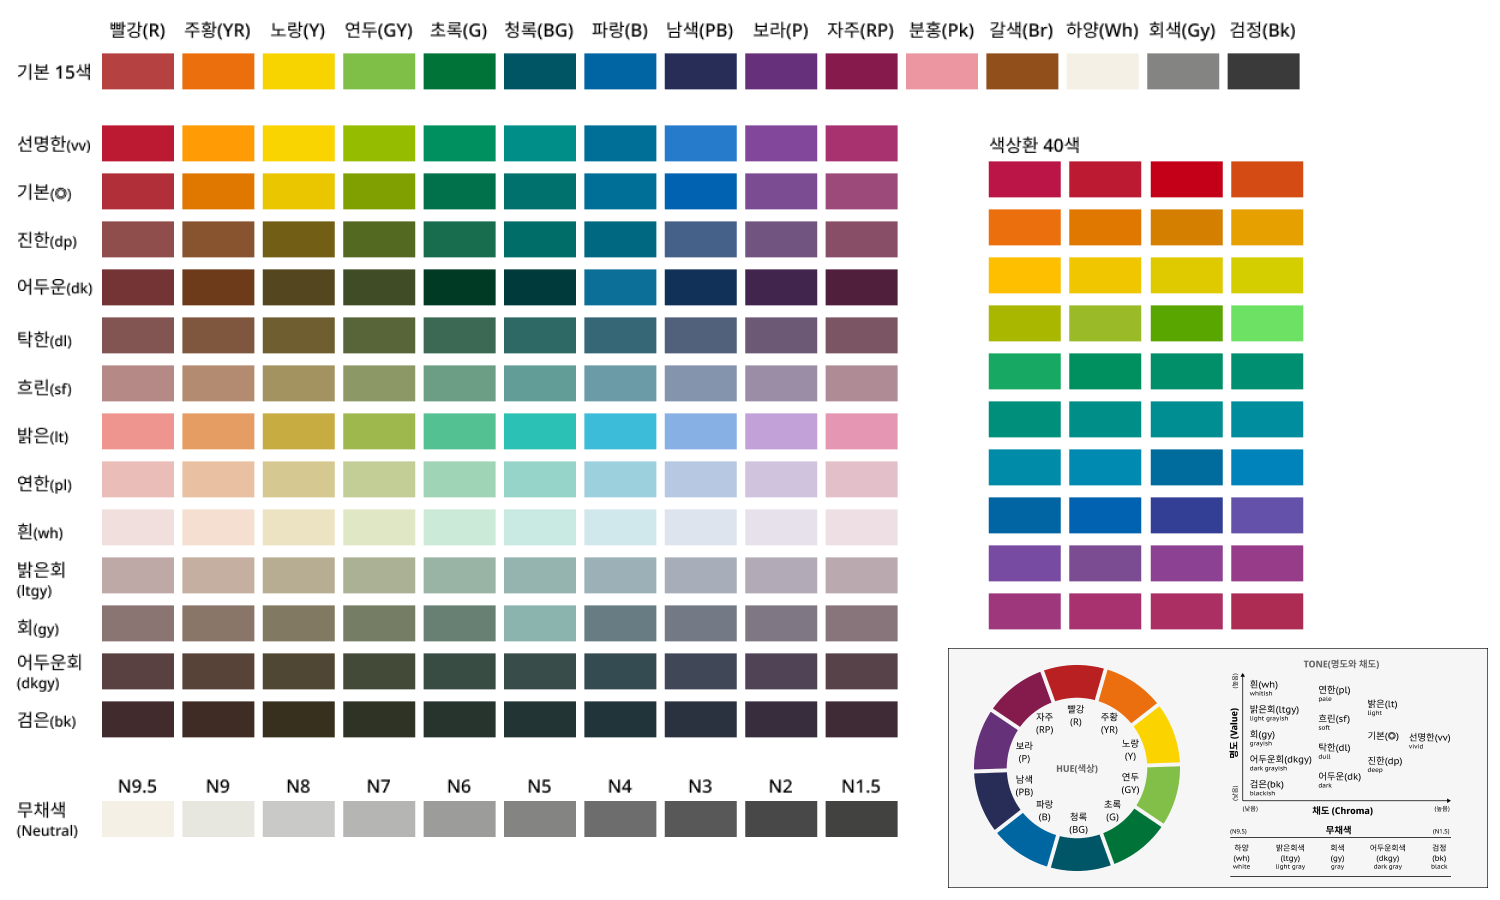 빨강(R) 주황(YR) 노랑(Y) 연두(GY) 초록(G) 청록(BG) 파랑(B) 남색(PB) 보라(P) 자주(RP) 분홍(Pk) 갈색(Br) 하양(Wh) 회색(Gy) 검정(Bk)
기본 15색
선명한(vv)
기본(◎)
진한(dp)
어두운(dk)
탁한(dl)
흐린(sf)
밝은(lt)
연한(pl)
흰(wh)
밝은회
(ltgy)
회(gy)
어두운회
(dkgy)
검은(bk)
N9.5 N9 N8 N7 N6 N5 N4 N3 N2 N1.5
무채색
(Neutral)
색상환 40색
빨강
(R)
주황
(YR)
노랑
(Y)
연두
(GY)
초록
(G)
청록
(BG)
파랑
(B)
남색
(PB)
보라
(P)
자주
(RP)
HUE(색상)
TONE(명도와 채도)
(높음)
명도 (Value)
(낮음)
흰(wh)
whitish
밝은회(ltgy)
light grayish
회(gy)
grayish
어두운회(dkgy)
dark grayish
검은(bk)
blackish
연한(pl)
pale
흐린(sf)
soft
탁한(dl)
dull
어두운(dk)
dark
밝은(lt)
light
기본(◎)
진한(dp)
deep
선명한(vv)
vivid
(낮음) 채도 (Chroma) (높음)
(N9.5) 무채색 (N1.5)
하양 밝은회색 회색 어두운회색 검정
(wh) (ltgy) (gy) (dkgy) (bk)
white light gray gray dark gray black